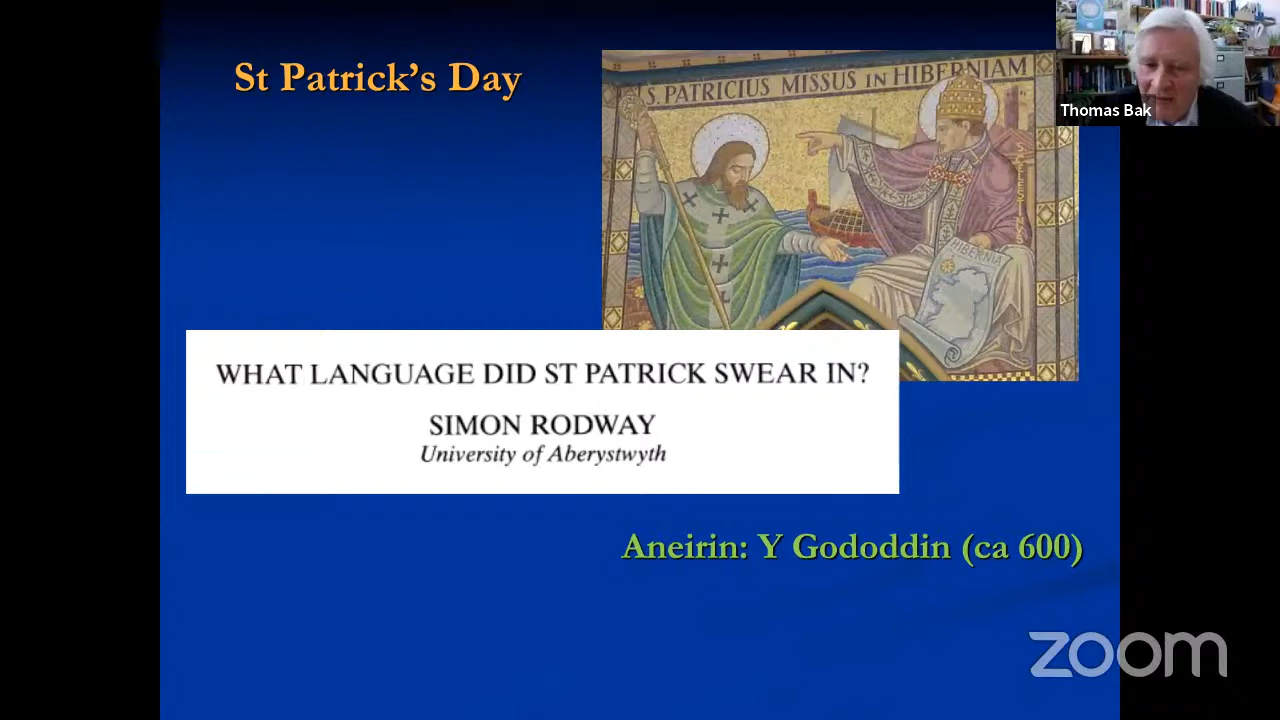 St Patrick's Day
S. PATRICIUS MISSUS IN HIBERNIAM
HIBERNIA
Thomas Bak
WHAT LANGUAGE DID ST PATRICK SWEAR IN?
SIMON RODWAY
University of Aberystwyth
Aneirin: Y Gododdin (ca 600)
zoom